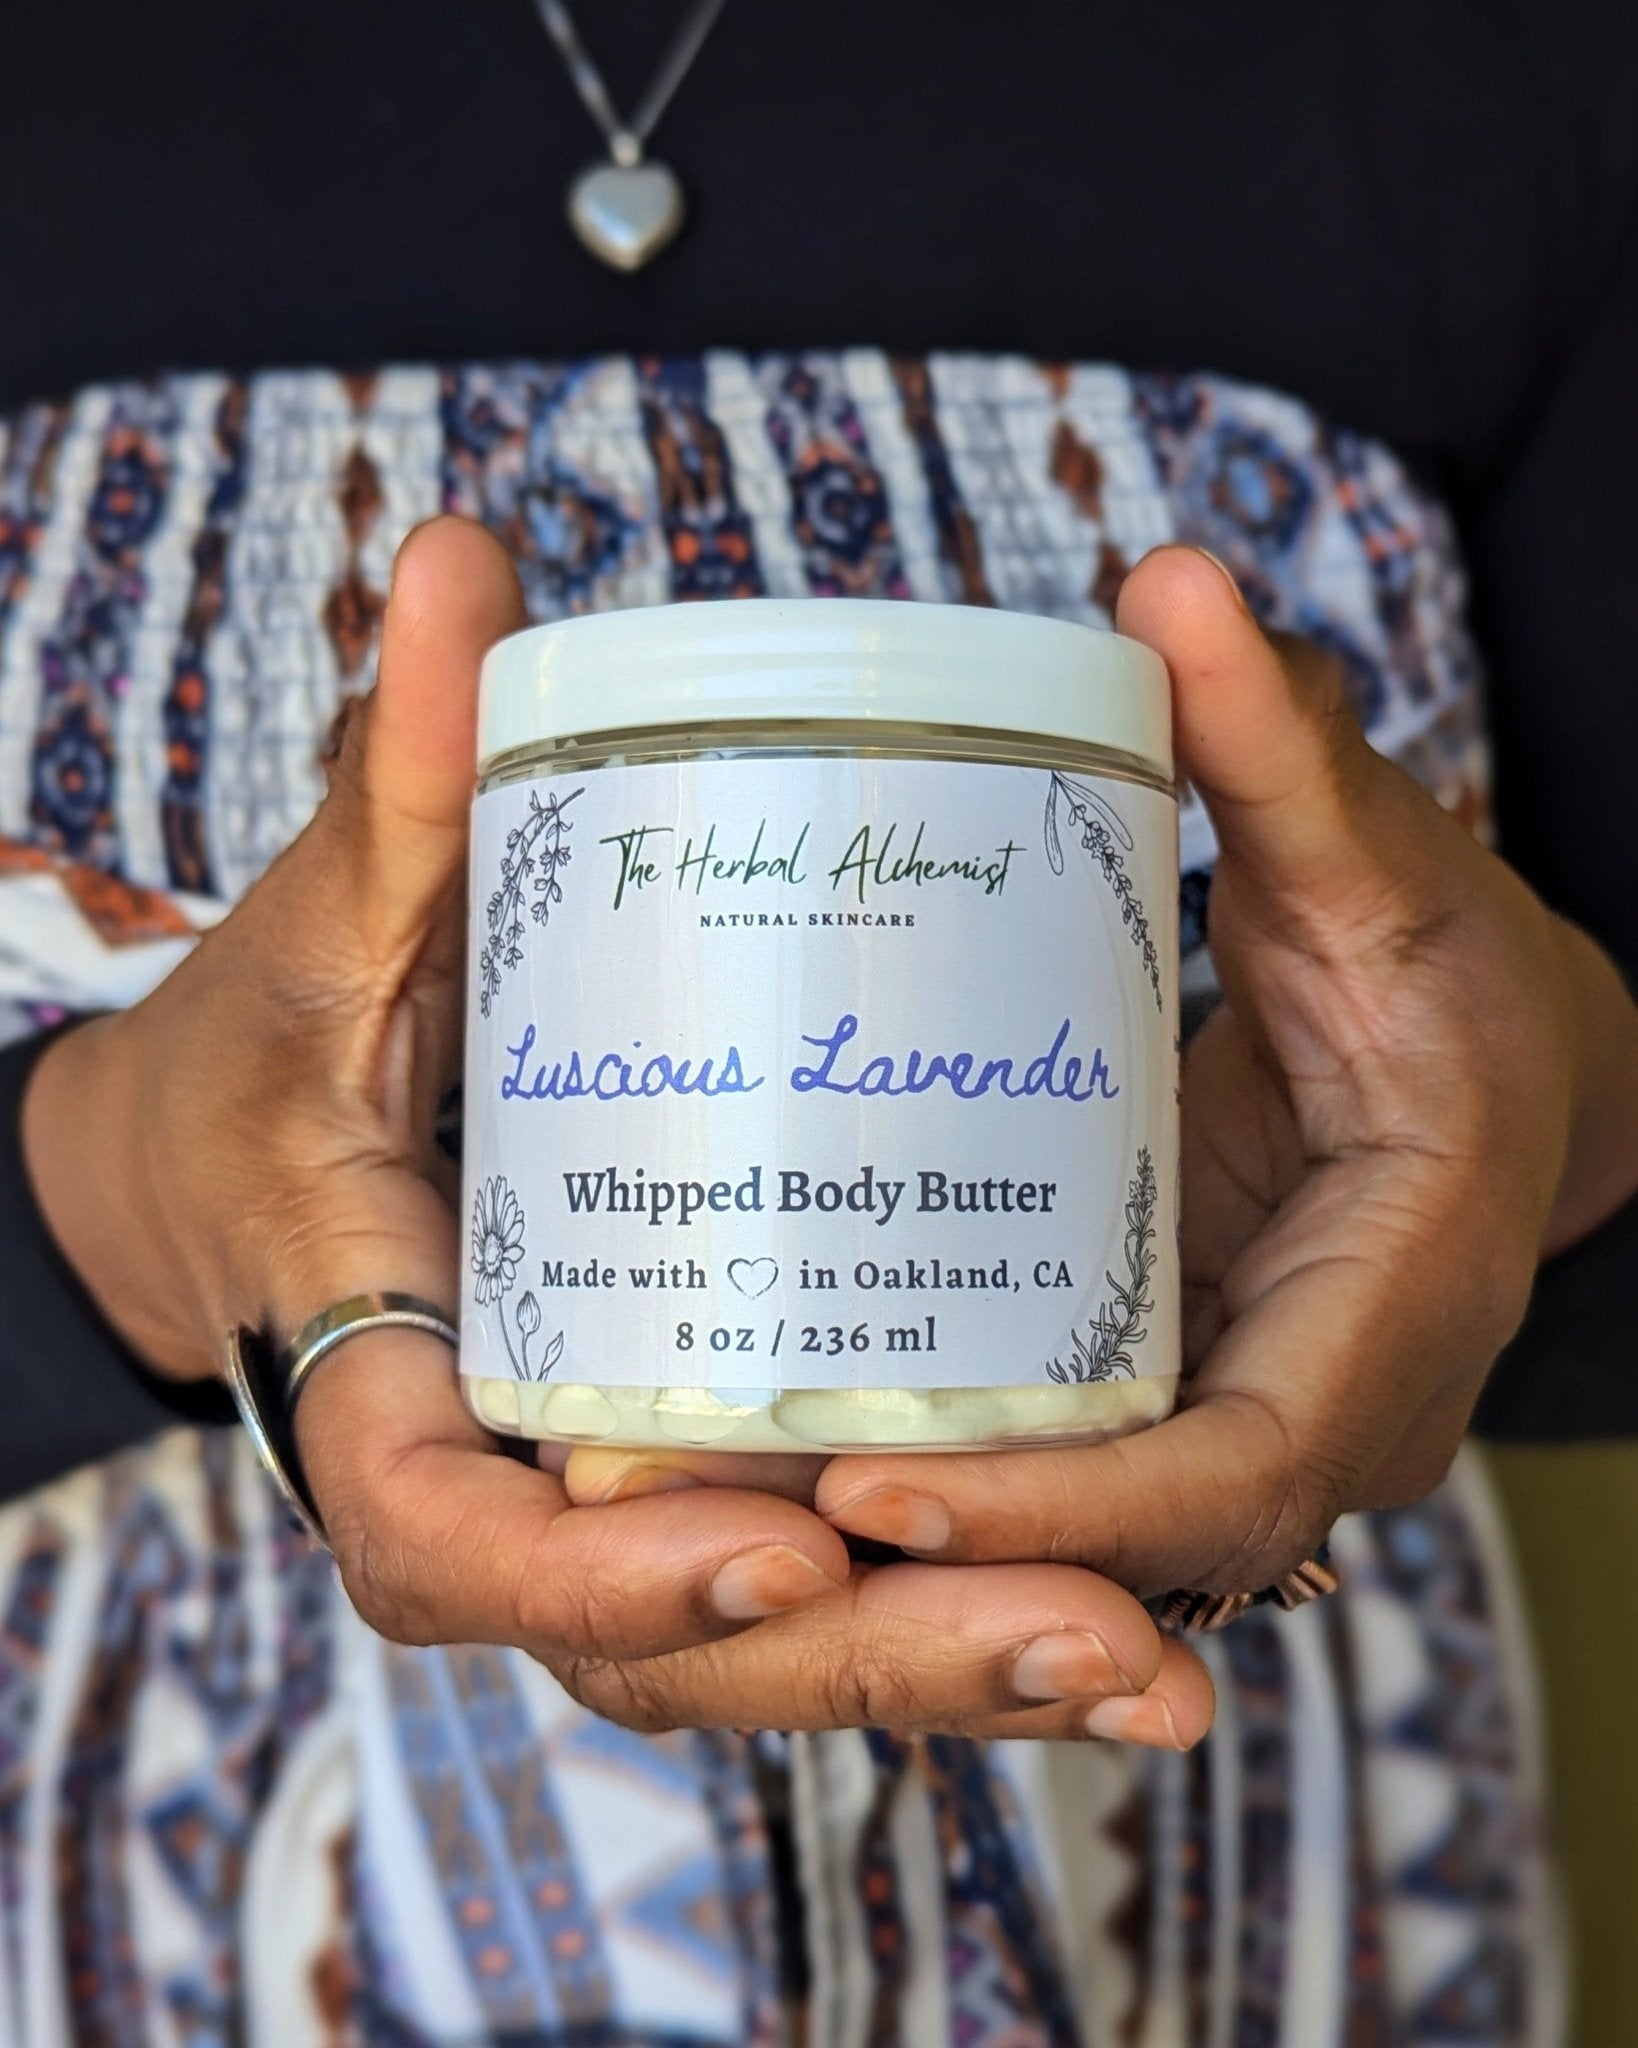 The Herbal Alchemist
NATURAL SKINCARE
Luscious Lavender
Whipped Body Butter
Made with ♡ in Oakland, CA
8 oz / 236 ml